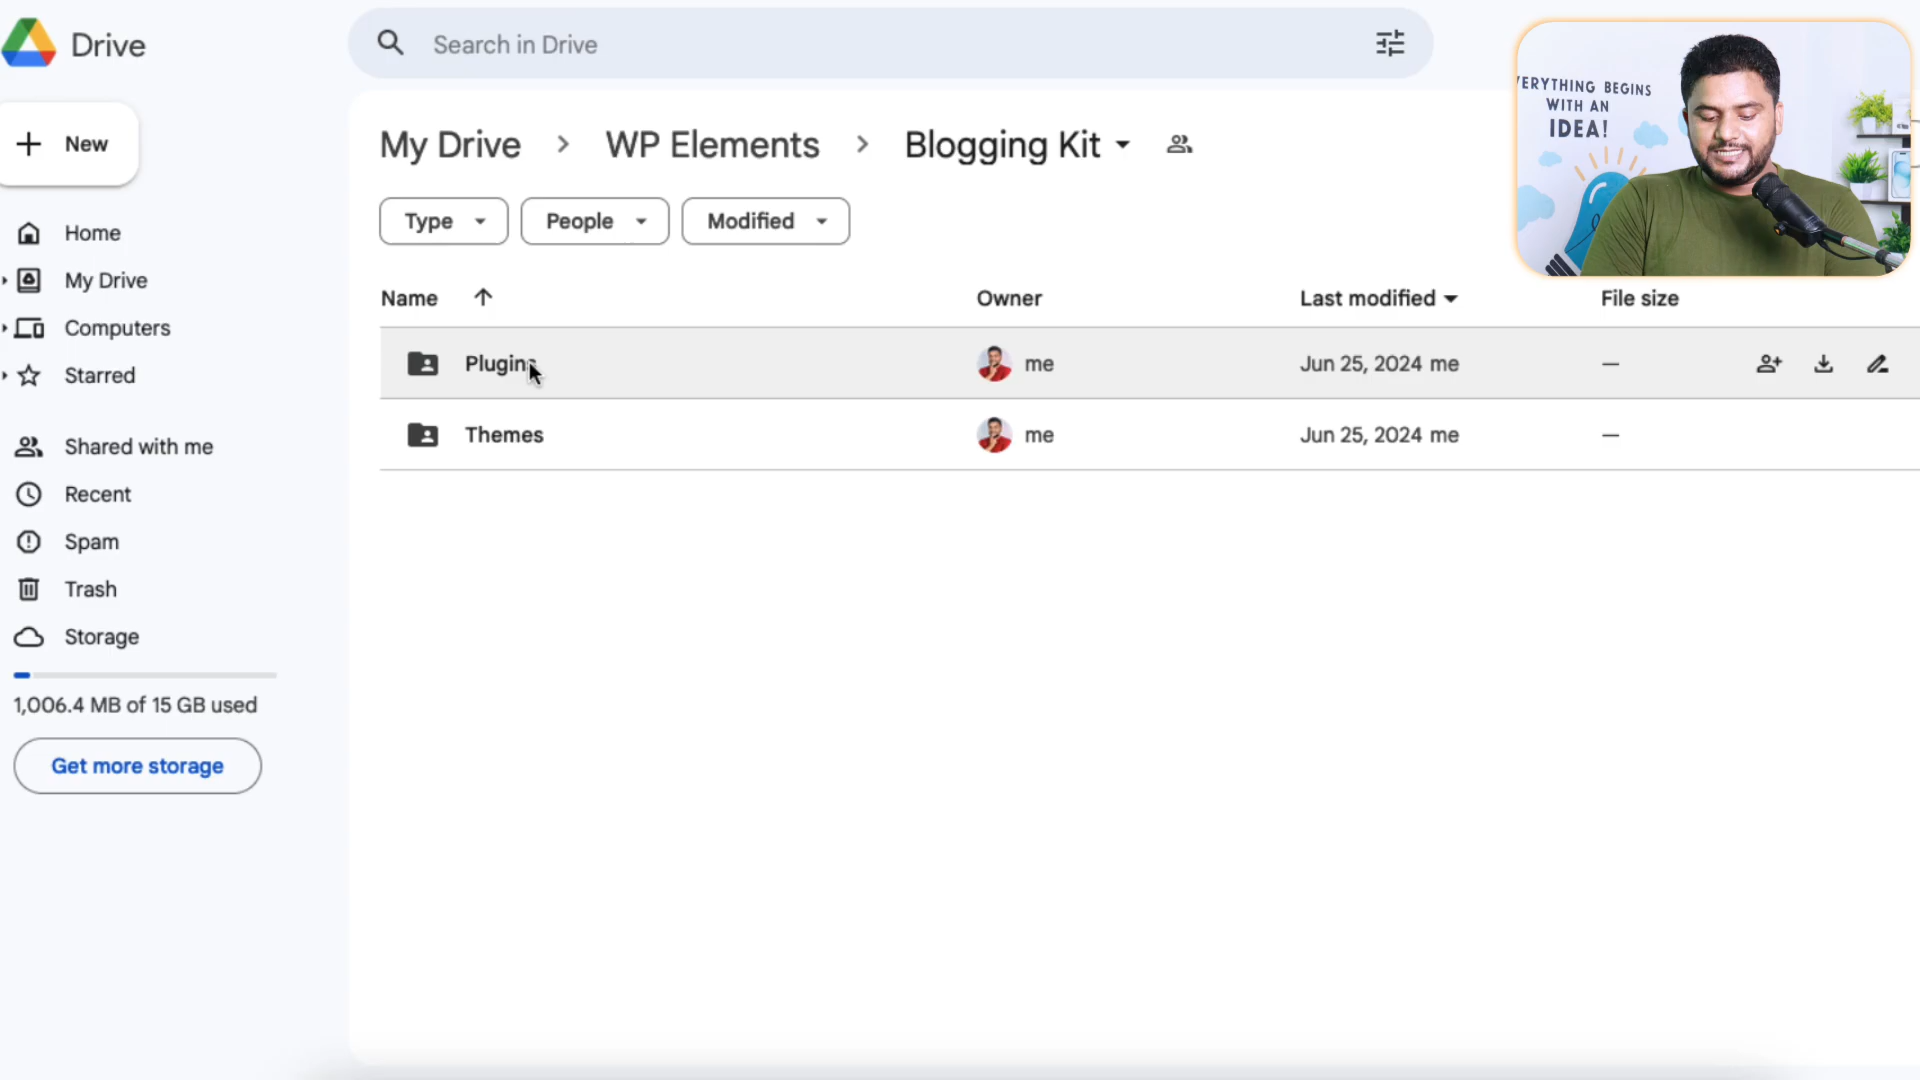 Drive
Search in Drive
New
Home
My Drive
Computers
Starred
Shared with me
Recent
Spam
Trash
Storage
1,006.4 MB of 15 GB used
Get more storage
My Drive > WP Elements > Blogging Kit
Type
People
Modified
Name
Owner
Last modified
File size
Plugins
me
Jun 25, 2024 me
—
Themes
me
Jun 25, 2024 me
—
VERYTHING BEGINS
WITH AN
IDEA!